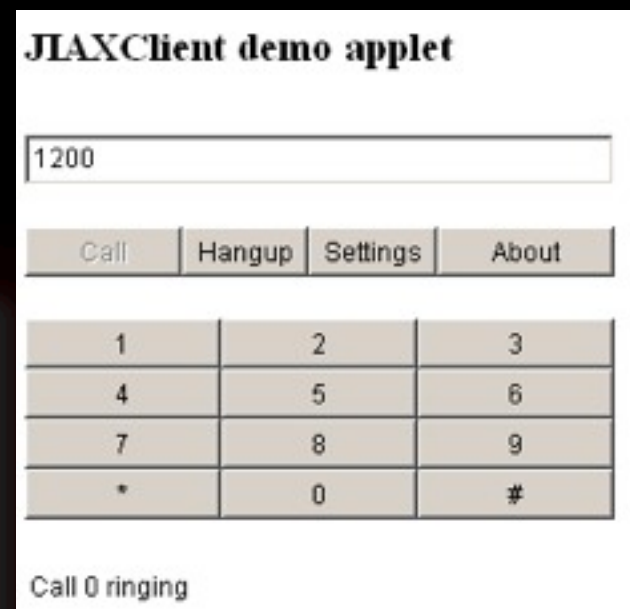 JIAXClient demo applet
1200
Call Hangup Settings About
1 2 3
4 5 6
7 8 9
* 0 #
Call 0 ringing